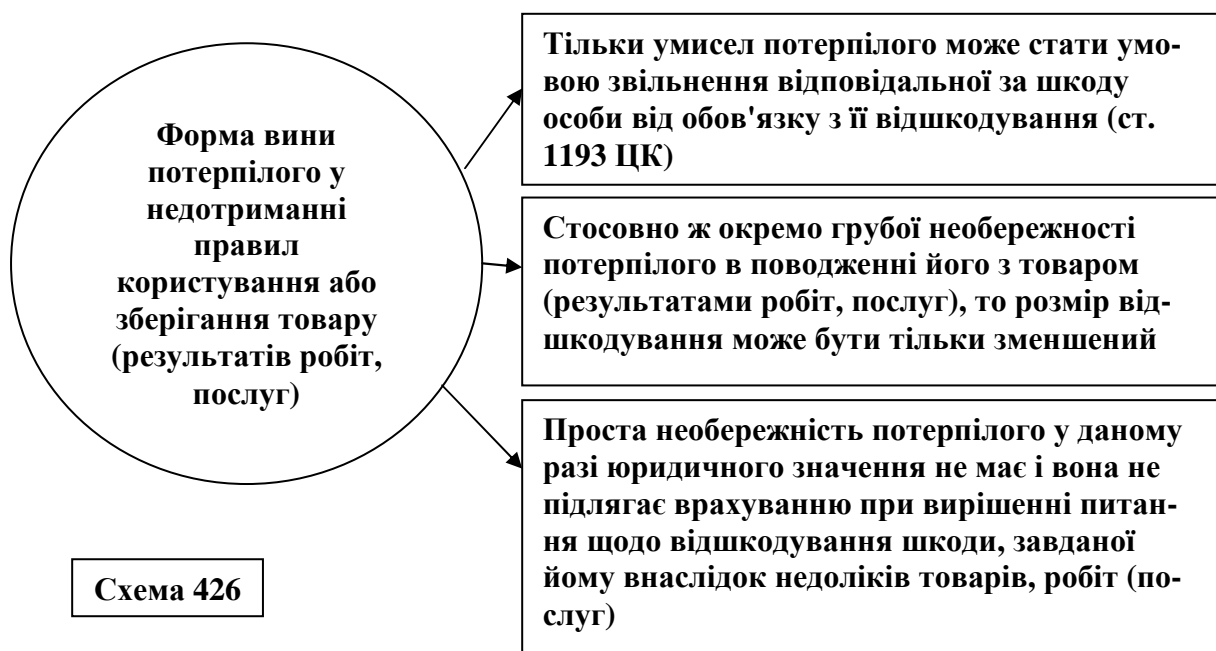 Форма вини
потерпілого у
недотриманні
правил
користування або
зберігання товару
(результатів робіт,
послуг)
Тільки умисел потерпілого може стати умо-
вою звільнення відповідальної за шкоду
особи від обов'язку з її відшкодування (ст.
1193 ЦК)
Стосовно ж окремо грубої необережності
потерпілого в поводженні його з товаром
(результатами робіт, послуг), то розмір від-
шкодування може бути тільки зменшений
Проста необережність потерпілого у даному
разі юридичного значення не має і вона не
підлягає врахуванню при вирішенні питан-
ня щодо відшкодування шкоди, завданої
йому внаслідок недоліків товарів, робіт (по-
слуг)
Схема 426